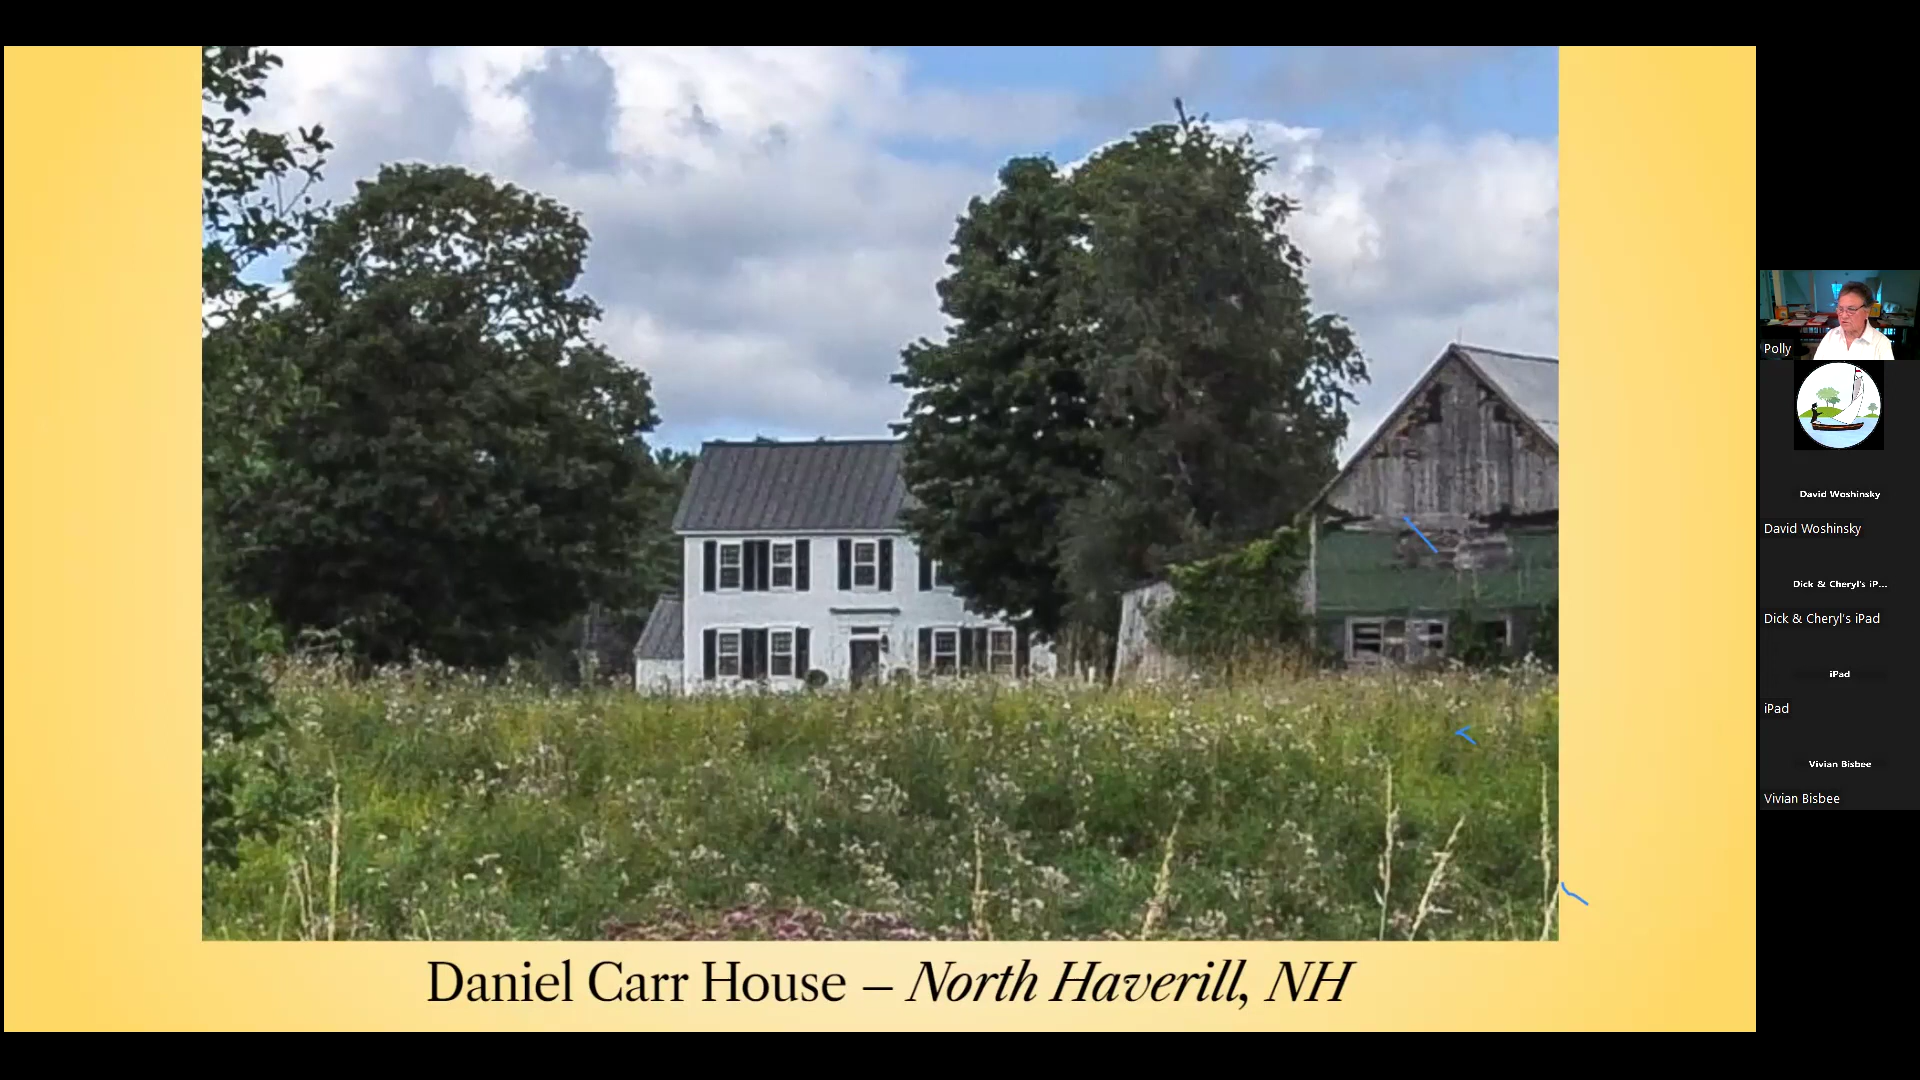 Daniel Carr House – North Haverill, NH
Polly
David Woshinsky
David Woshinsky
Dick & Cheryl's iP...
Dick & Cheryl's iPad
iPad
iPad
Vivian Bisbee
Vivian Bisbee